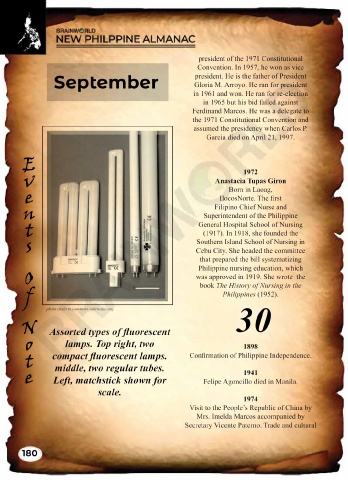 BRAINWORLD
NEW PHILPPINE ALMANAC
September
Events of Note
Assorted types of fluorescent
lamps. Top right, two
compact fluorescent lamps.
middle, two regular tubes.
Left, matchstick shown for
scale.
president of the 1971 Constitutional
Convention. In 1957, he won as vice
president. He is the father of President
Gloria M. Arroyo. He ran for president
in 1961 and won. He ran for re-election
in 1965 but his bid failed against
Ferdinand Marcos. He was a delegate to
the 1971 Constitutional Convention and
assumted the presidency when Carlos P.
Garcia died on April 21, 1997.
1972
Anastacia Tupas Giron
Born in Laoag,
IlocosNorte. The first
Filipino Chief Nurse and
Superintendent of the Philippine
General Hospital School of Nursing
(1917). In 1918, she founded the
Southern Island School of Nursing in
Cebu City. She headed the committee
that prepared the bill systematizing
Philippine nursing education, which
was approved in 1919. She wrote the
book The History of Nursing in the
Philippines (1952).
30
1898
Confirmation of Philippine Independence.
1941
Felipe Agoncillo died in Manila.
1974
Visit to the People's Republic of China by
Mrs. Imelda Marcos accompanied by
Secretary Vicente Paterno. Trade and cultural
180